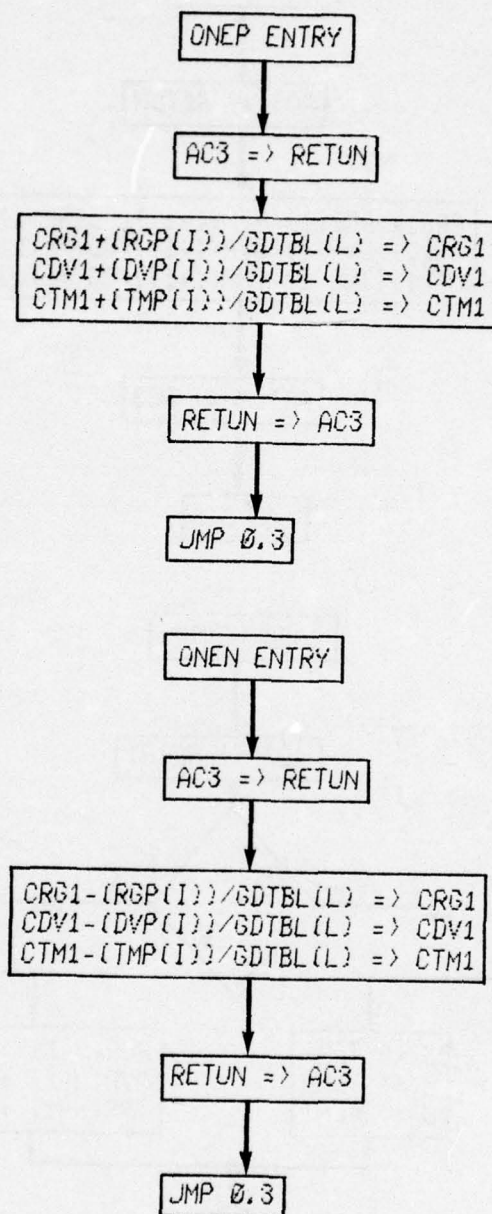 ONEP ENTRY
AC3 => RETUN
CRG1+(RGP(I))/GDTBL(L) => CRG1
CDV1+(DVP(I))/GDTBL(L) => CDV1
CTM1+(TMP(I))/GDTBL(L) => CTM1
RETUN => AC3
JMP 0.3
ONEN ENTRY
AC3 => RETUN
CRG1-(RGP(I))/GDTBL(L) => CRG1
CDV1-(DVP(I))/GDTBL(L) => CDV1
CTM1-(TMP(I))/GDTBL(L) => CTM1
RETUN => AC3
JMP 0.3